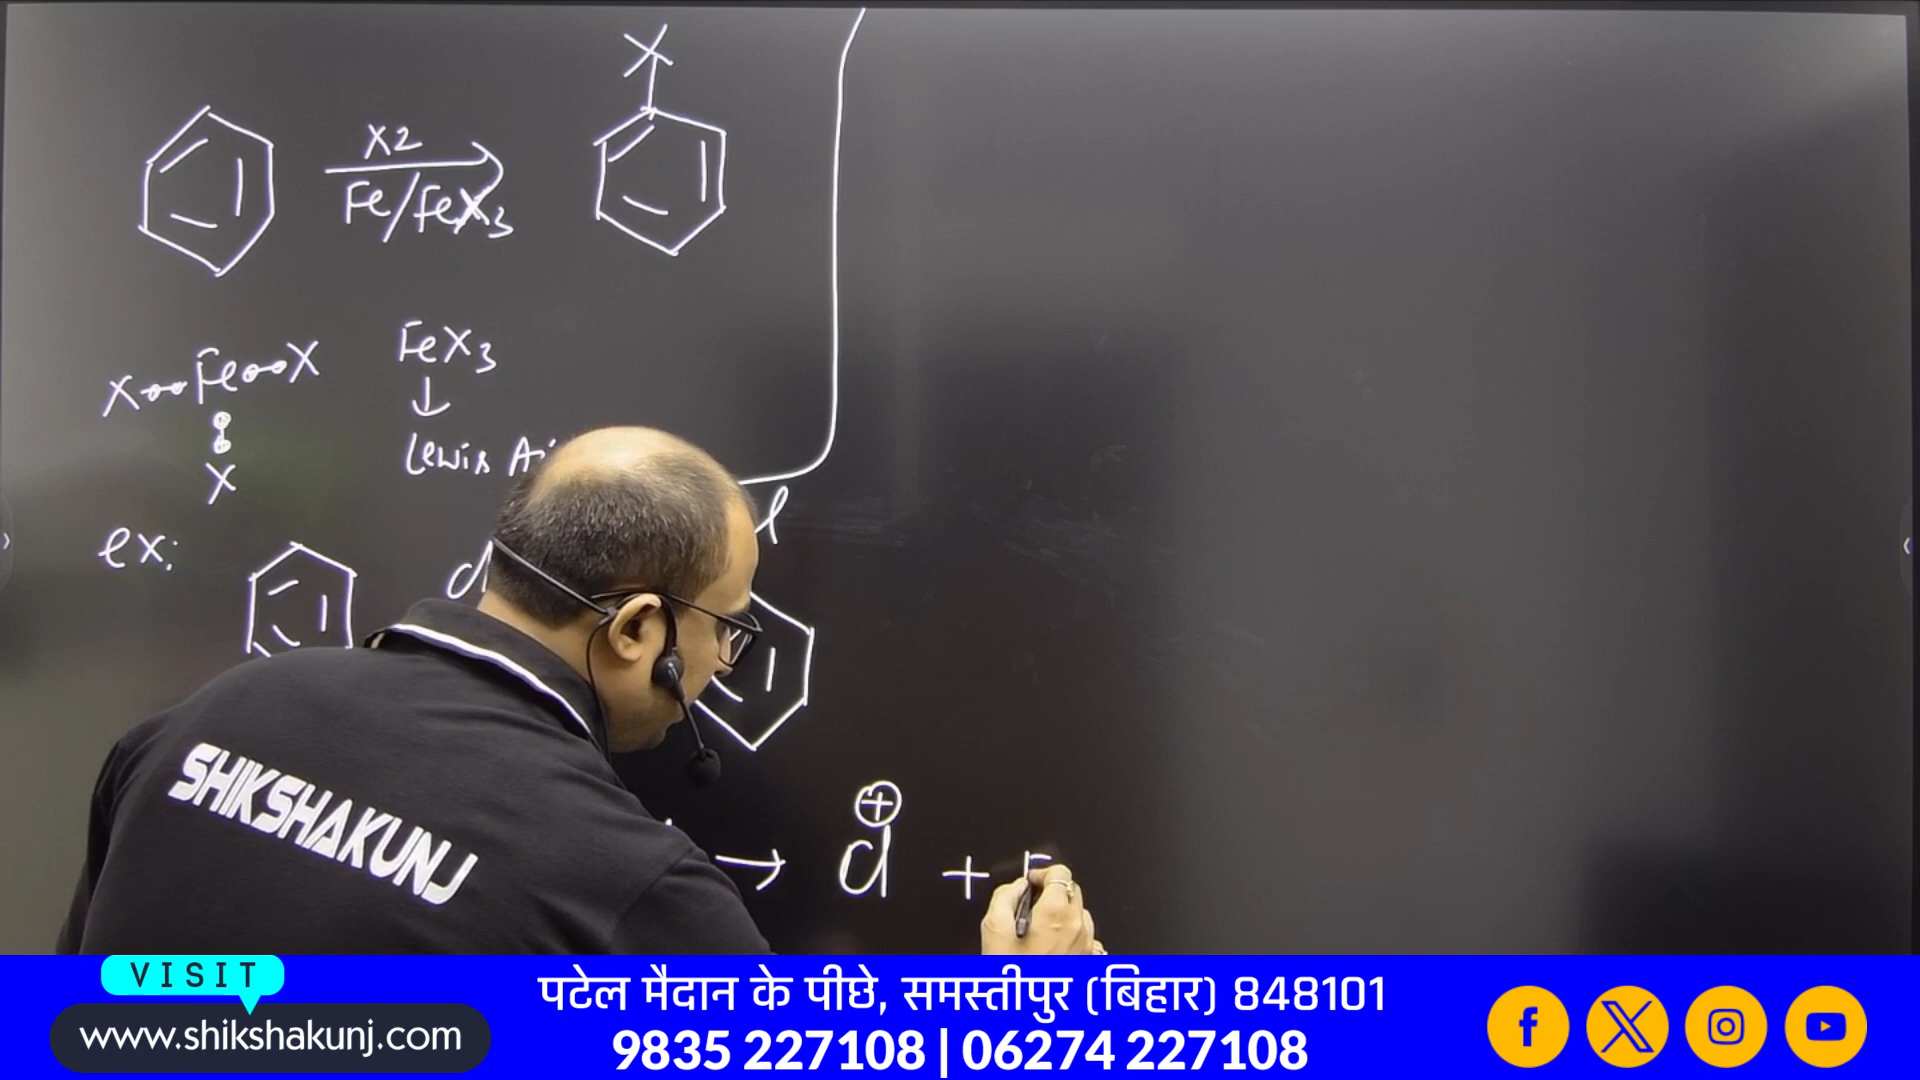 X
X2
Fe/FeX3
X Fe X
X
FeX3
↓
Lewis
ex:
→ Cl ⊕ +
SHIKSHAKUNJ
VISIT
www.shikshakunj.com
पटेल मैदान के पीछे, समस्तीपुर (बिहार) 848101
9835 227108 | 06274 227108